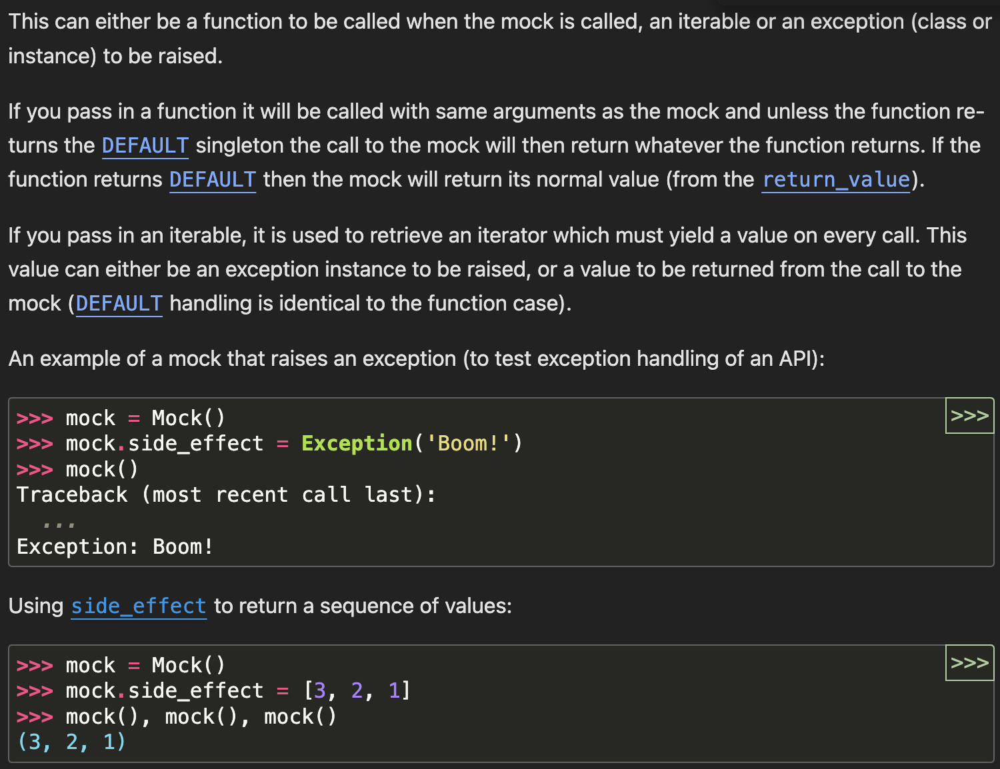 This can either be a function to be called when the mock is called, an iterable or an exception (class or
instance) to be raised.
If you pass in a function it will be called with same arguments as the mock and unless the function re-
turns the DEFAULT singleton the call to the mock will then return whatever the function returns. If the
function returns DEFAULT then the mock will return its normal value (from the return_value).
If you pass in an iterable, it is used to retrieve an iterator which must yield a value on every call. This
value can either be an exception instance to be raised, or a value to be returned from the call to the
mock (DEFAULT handling is identical to the function case).
An example of a mock that raises an exception (to test exception handling of an API):
>>> mock = Mock()
>>>
>>> mock.side_effect = Exception('Boom!')
>>> mock()
Traceback (most recent call last):
  ...
Exception: Boom!
Using side_effect to return a sequence of values:
>>> mock = Mock()
>>>
>>> mock.side_effect = [3, 2, 1]
>>> mock(), mock(), mock()
(3, 2, 1)